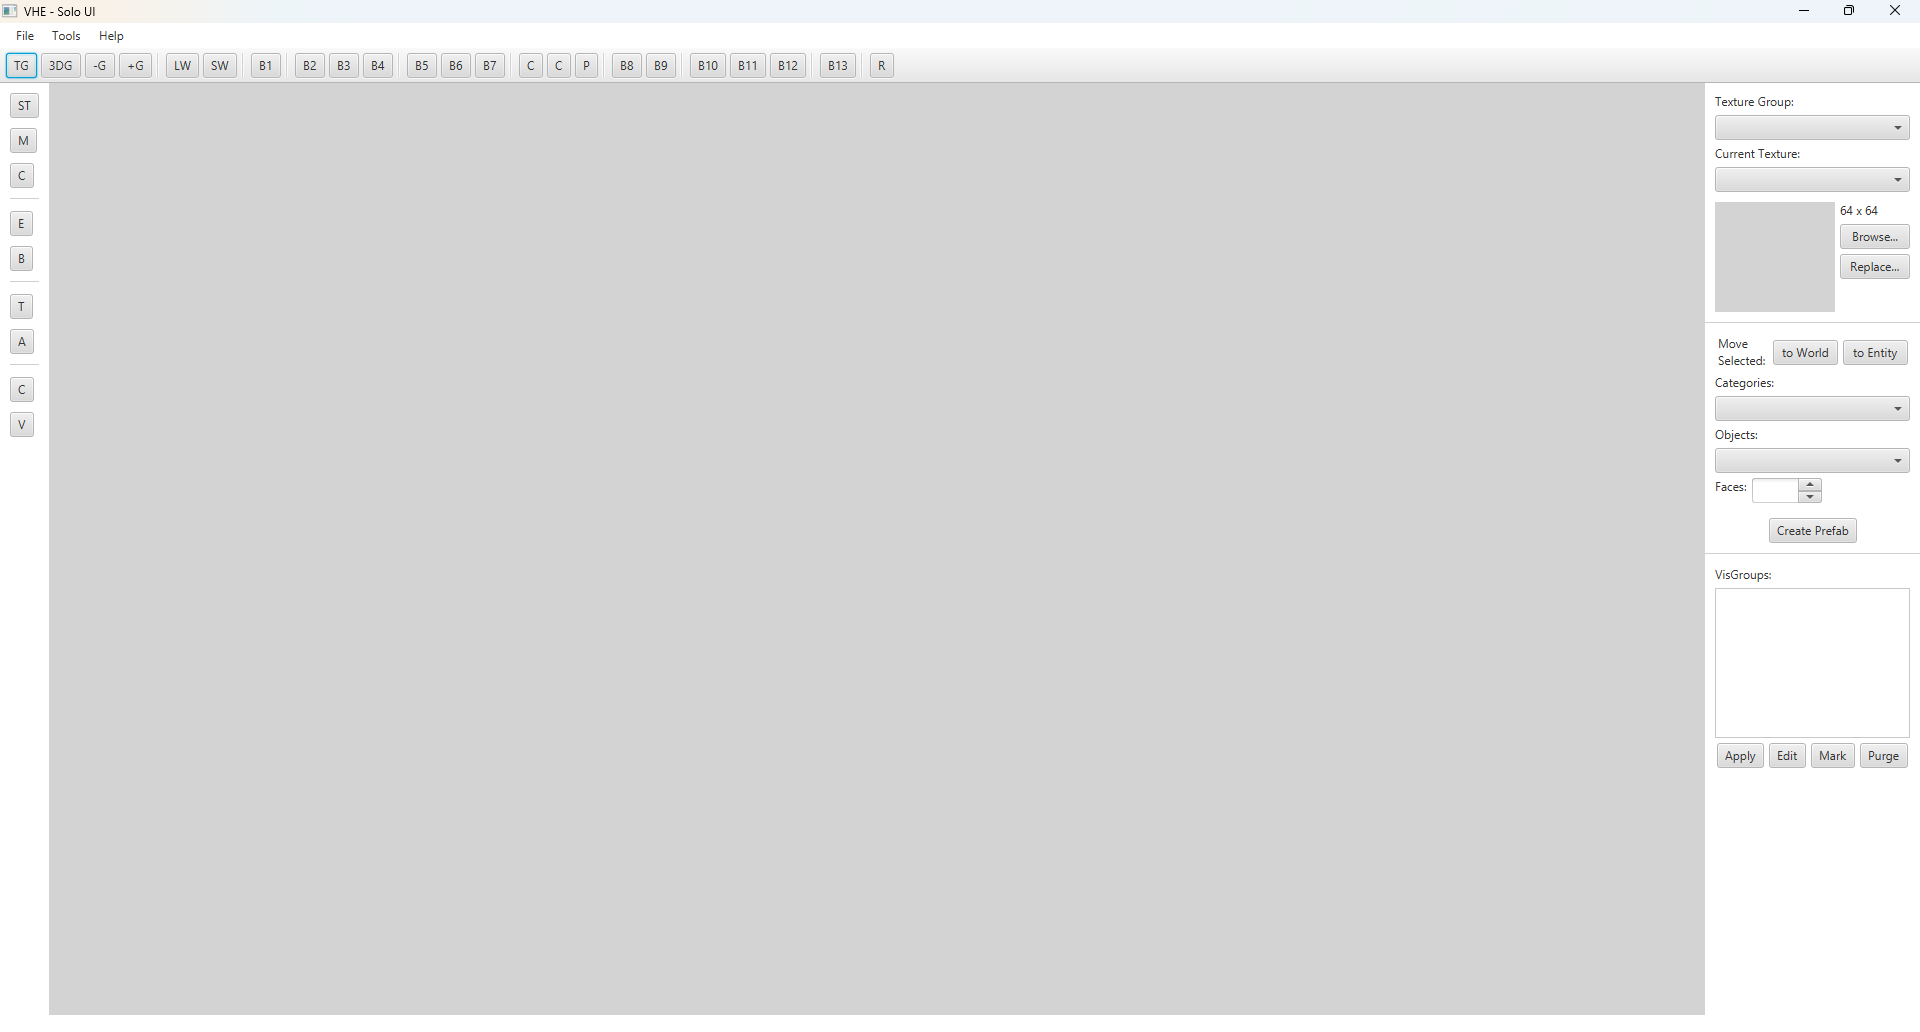 VHE - Solo UI
File Tools Help
TG 3DG -G +G LW SW B1 B2 B3 B4 B5 B6 B7 C C P B8 B9 B10 B11 B12 B13 R
ST
M
C
E
B
T
A
C
V
Texture Group:
Current Texture:
64 x 64
Browse...
Replace...
Move
Selected:
to World to Entity
Categories:
Objects:
Faces:
Create Prefab
VisGroups:
Apply Edit Mark Purge